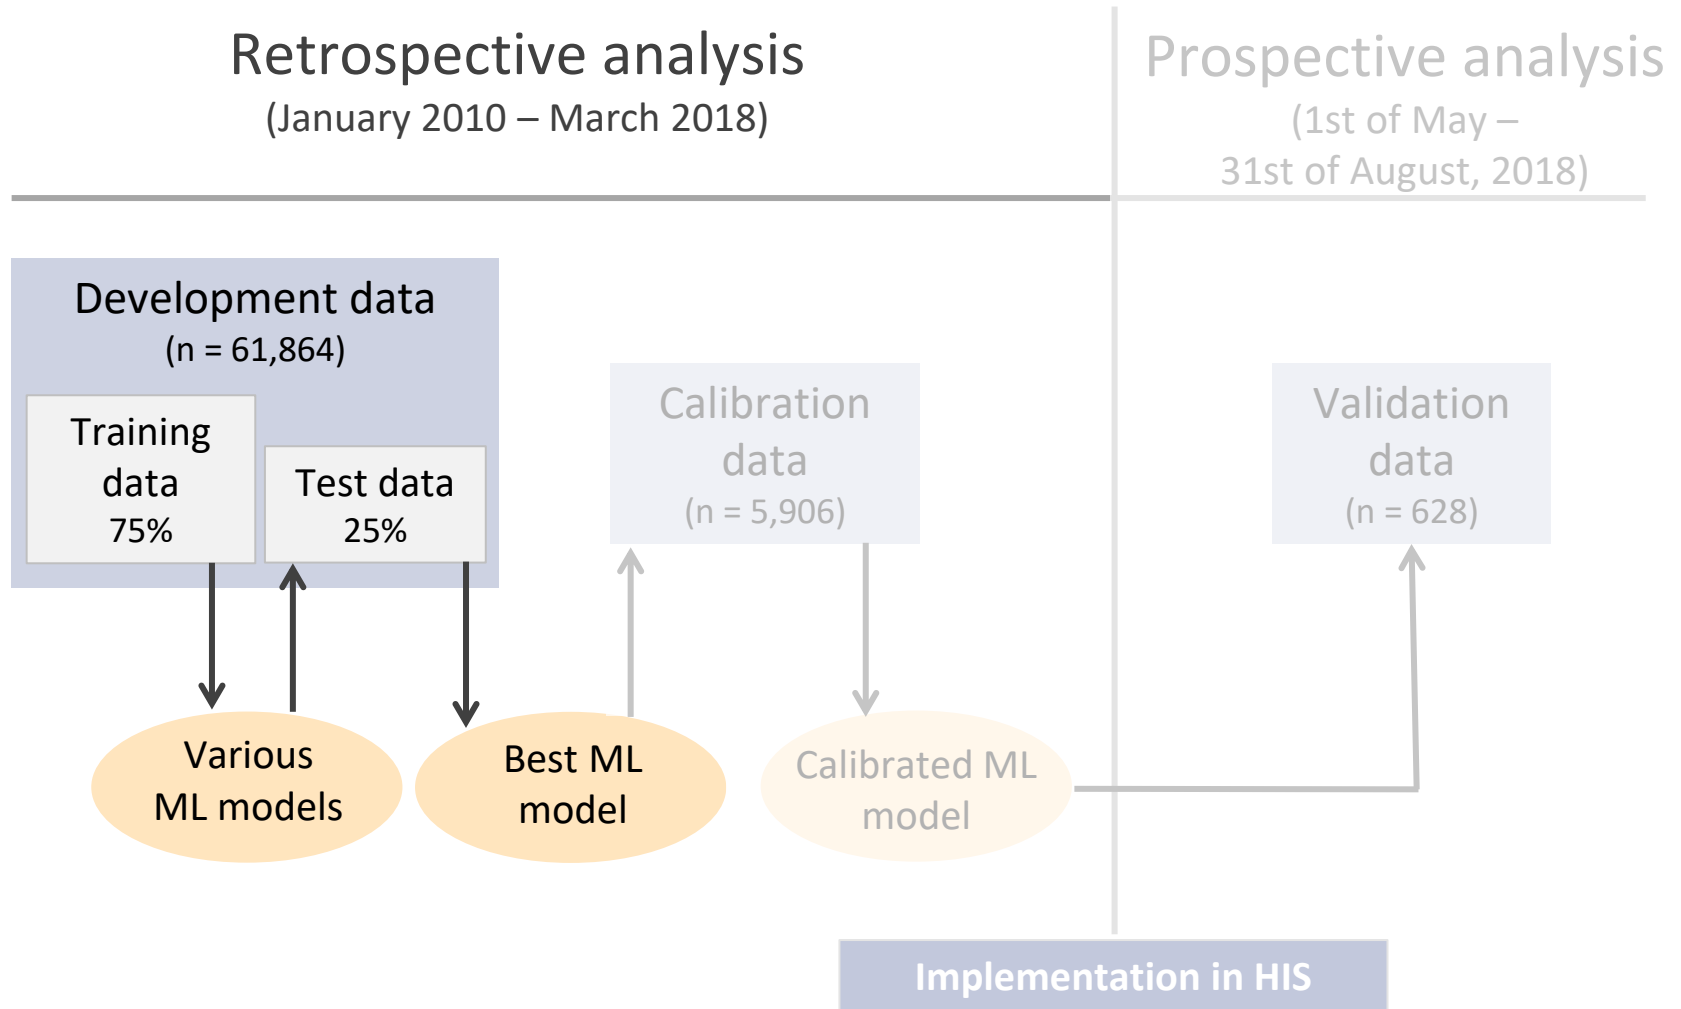 Retrospective analysis
(January 2010 – March 2018)
Prospective analysis
(1st of May –
31st of August, 2018)
Development data
(n = 61,864)
Training
data
75%
Test data
25%
Calibration
data
(n = 5,906)
Validation
data
(n = 628)
Various
ML models
Best ML
model
Calibrated ML
model
Implementation in HIS